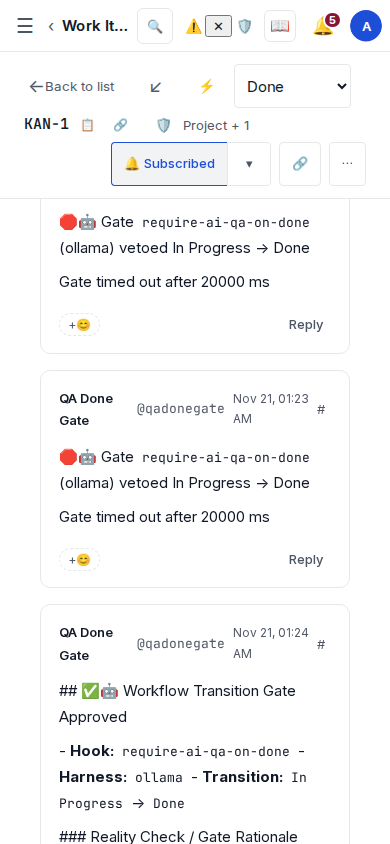 ☰ ‹ Work It... 🔍 ⚠️ ✕ 🛡️ 📖 🔔 5 A
←Back to list ↙ ⚡ Done
KAN-1 📋 🔗 🛡️ Project + 1
🔔 Subscribed ▾ 🔗 ...
🛑🤖 Gate require-ai-qa-on-done
(ollama) vetoed In Progress → Done
Gate timed out after 20000 ms
+😊 Reply
QA Done Gate @qadonegate Nov 21, 01:23 AM #
🛑🤖 Gate require-ai-qa-on-done
(ollama) vetoed In Progress → Done
Gate timed out after 20000 ms
+😊 Reply
QA Done Gate @qadonegate Nov 21, 01:24 AM #
## ✅🤖 Workflow Transition Gate
Approved
- Hook: require-ai-qa-on-done -
Harness: ollama - Transition: In
Progress → Done
### Reality Check / Gate Rationale